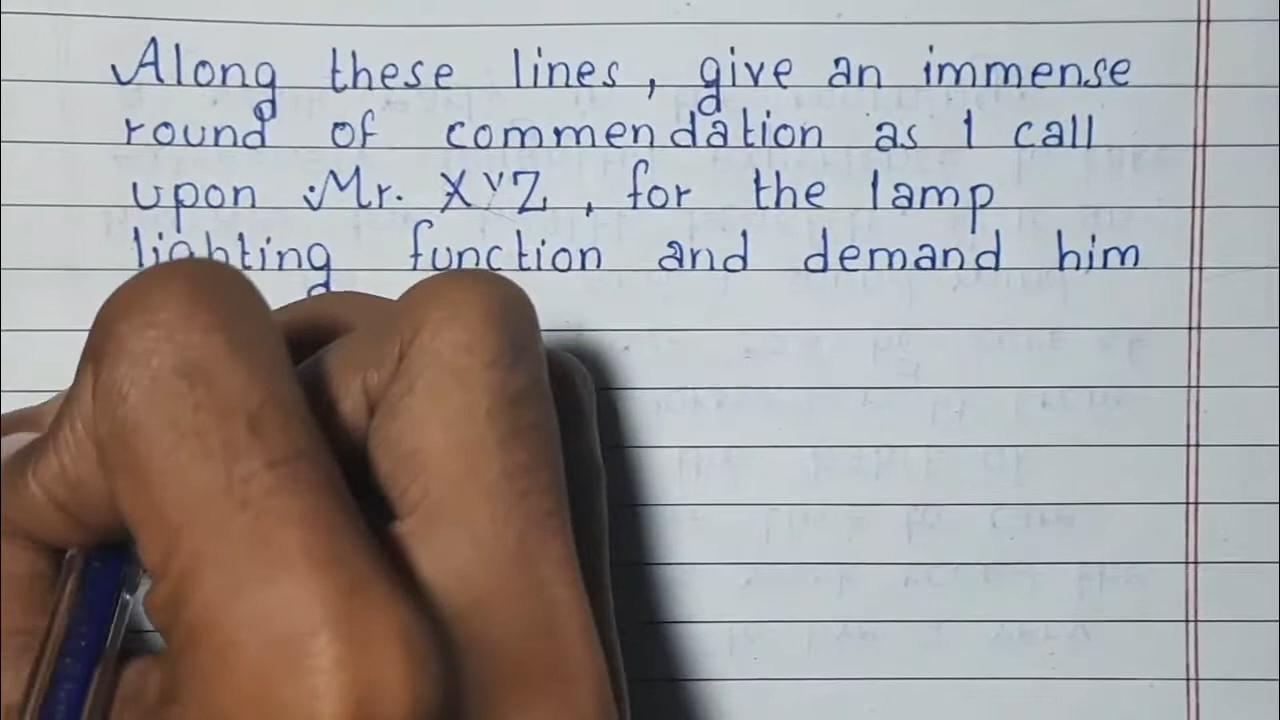 Along these lines, give an immense
round of commendation as I call
upon Mr. XYZ, for the lamp
lighting function and demand him